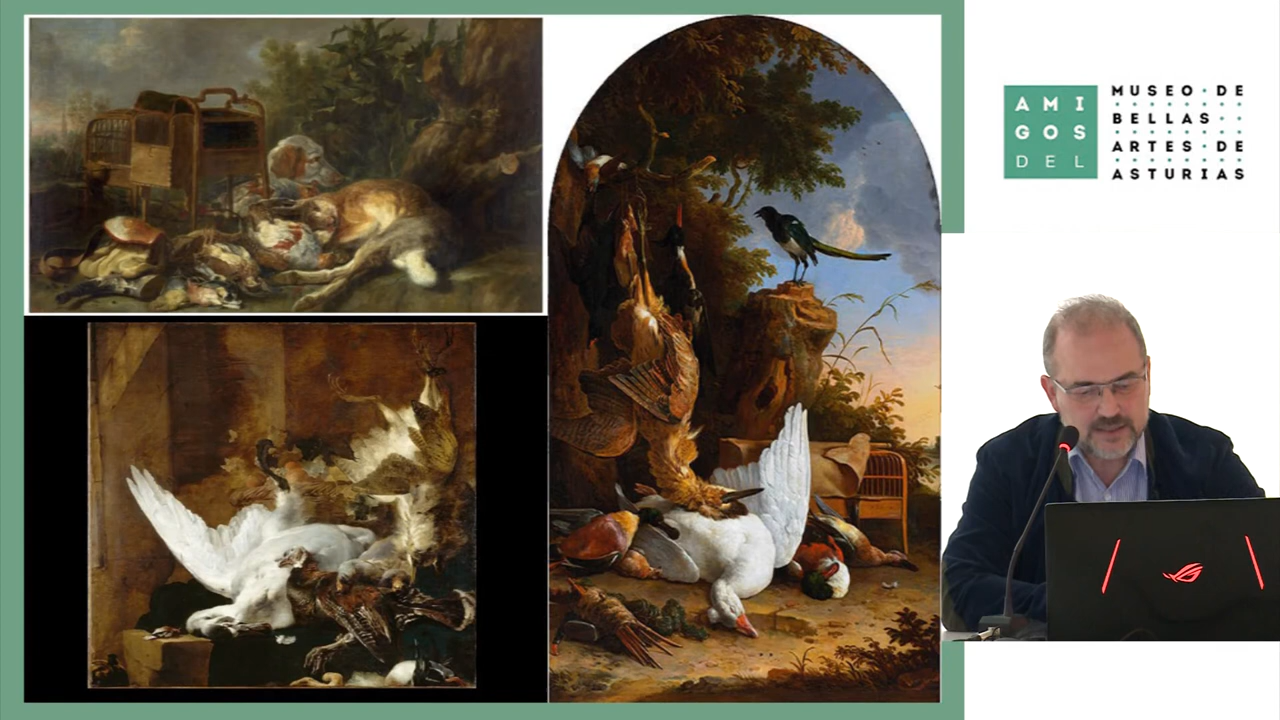 AMI
GOS
DEL
MUSEO DE
BELLAS
ARTES DE
ASTURIAS